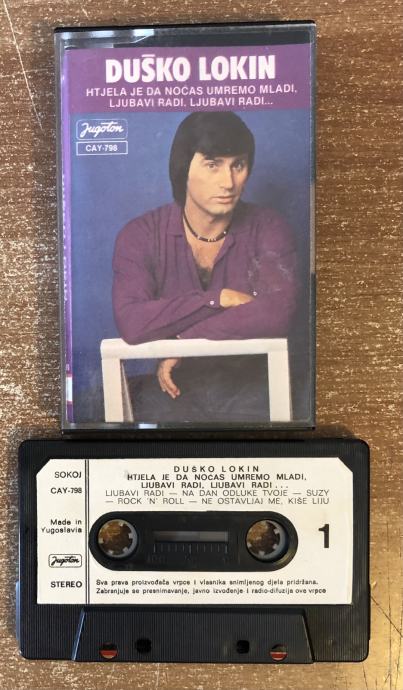 DUŠKO LOKIN
HTJELA JE DA NOĆAS UMREMO MLADI,
LJUBAVI RADI, LJUBAVI RADI...
Jugoton
CAY-798
SOKOJ
CAY-798
Made in
Yugoslavia
Jugoton
STEREO
DUŠKO LOKIN
HTJELA JE DA NOĆAS UMREMO MLADI,
LJUBAVI RADI, LJUBAVI RADI...
LJUBAVI RADI — NA DAN ODLUKE TVOJE — SUZY
— ROCK 'N' ROLL — NE OSTAVLJAJ ME, KIŠE LIJU
1
Sva prava proizvođača vrpce i vlasnika snimljenog djela pridržana.
Zabranjuje se presnimavanje, javno izvođenje i radio-difuzija ove vrpce